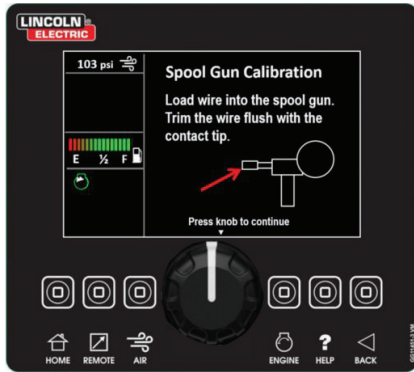 LINCOLN
ELECTRIC
103 psi
Spool Gun Calibration
Load wire into the spool gun.
Trim the wire flush with the
contact tip.
E ½ F
Press knob to continue
HOME REMOTE AIR ENGINE HELP BACK